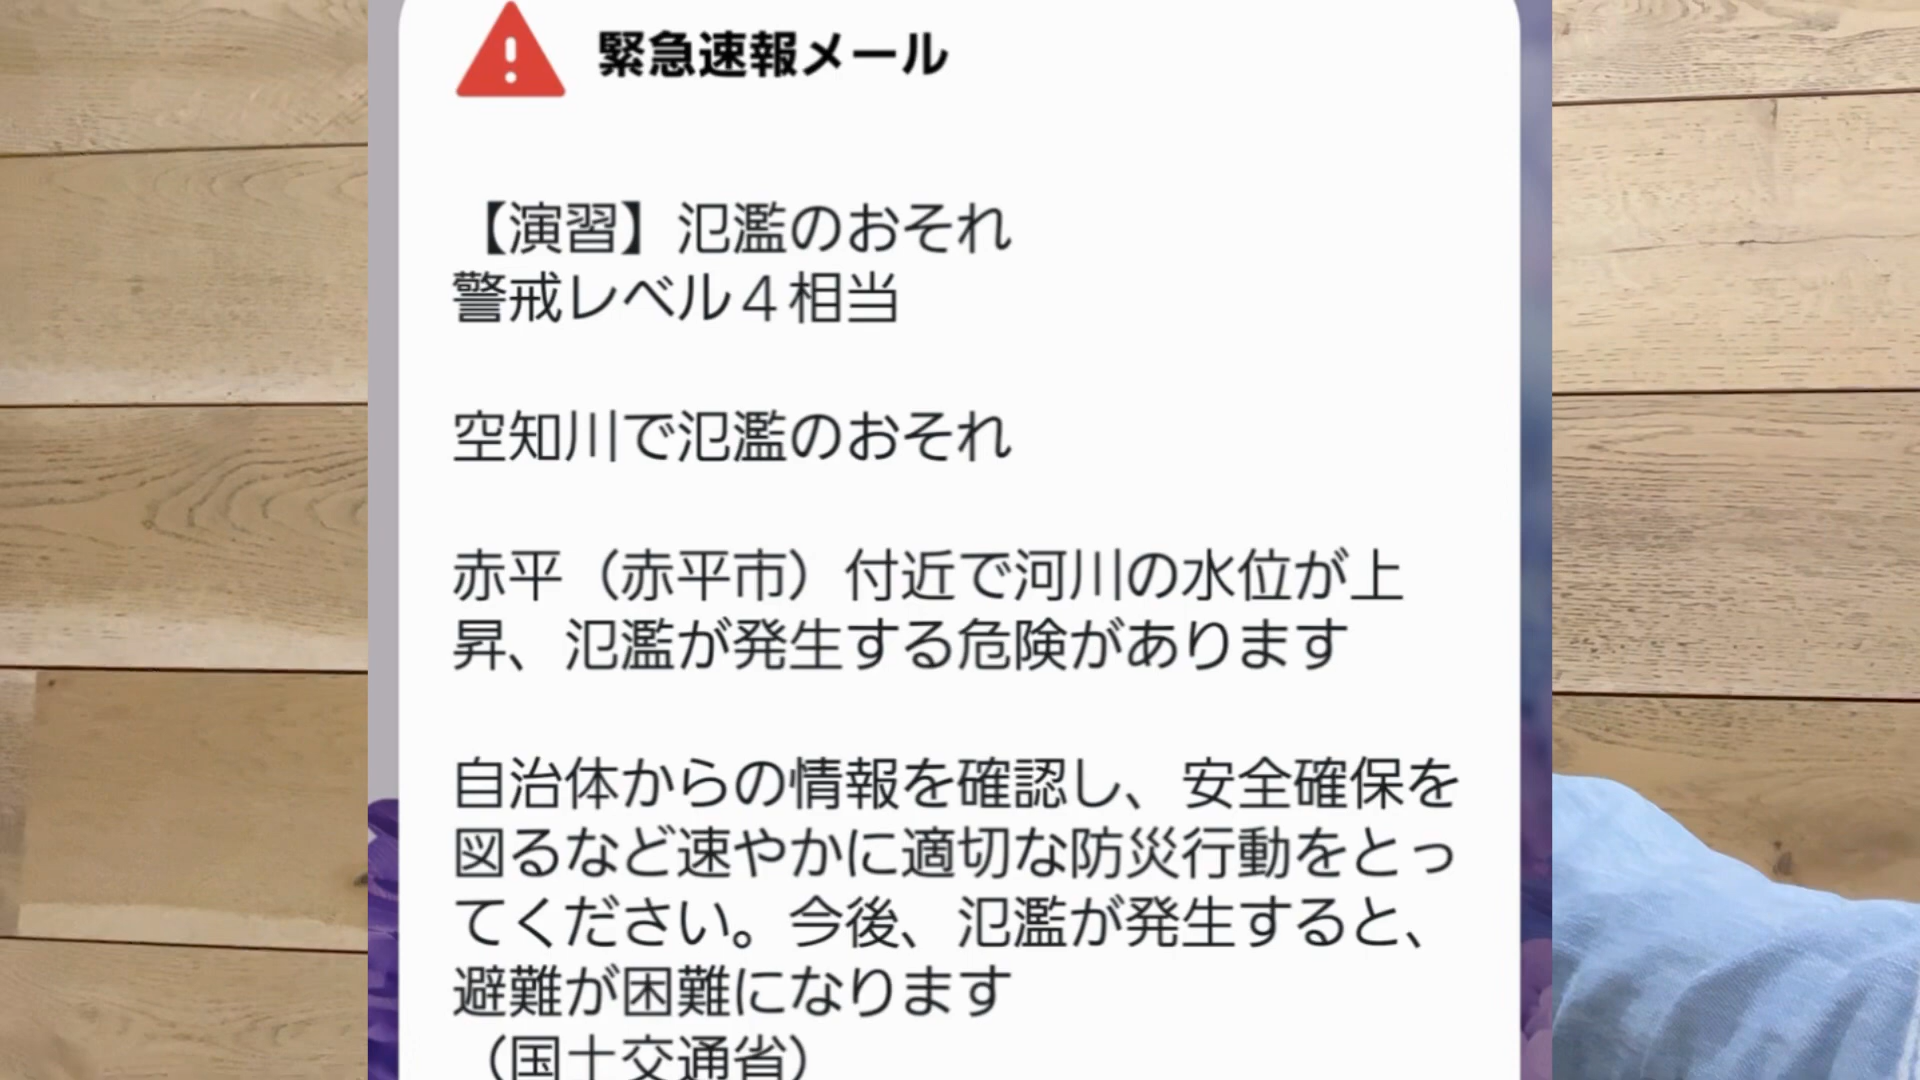 緊急速報メール
【演習】氾濫のおそれ
警戒レベル４相当
空知川で氾濫のおそれ
赤平（赤平市）付近で河川の水位が上
昇、氾濫が発生する危険があります
自治体からの情報を確認し、安全確保を
図るなど速やかに適切な防災行動をとっ
てください。今後、氾濫が発生すると、
避難が困難になります
（国土交通省）